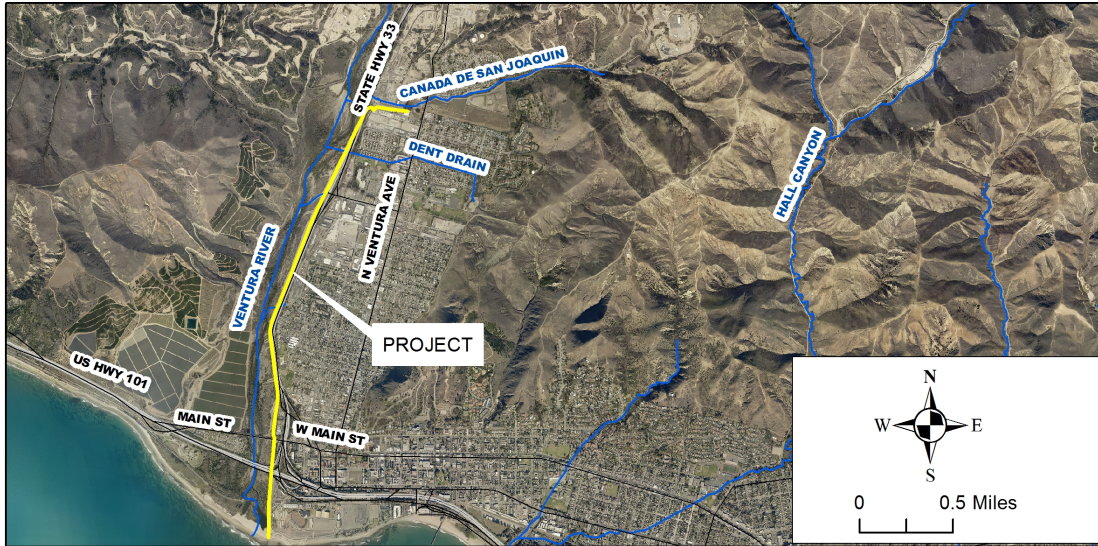 STATE HWY 33
CANADA DE SAN JOAQUIN
DENT DRAIN
HALL CANYON
N VENTURA AVE
VENTURA RIVER
PROJECT
US HWY 101
MAIN ST
W MAIN ST
N
W E
S
0 0.5 Miles